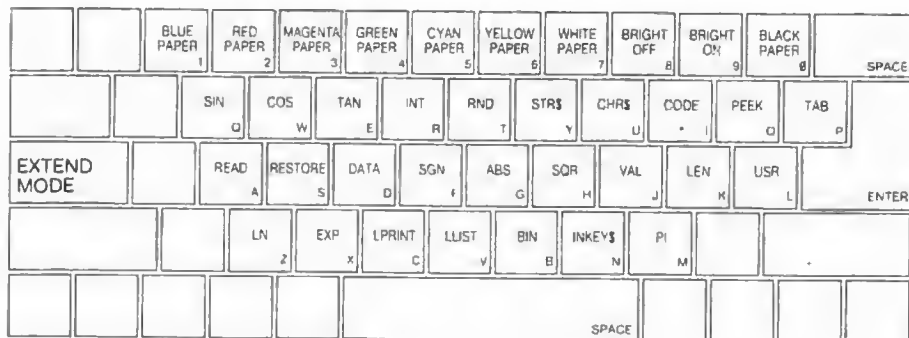 BLUE PAPER 1
RED PAPER 2
MAGENTA PAPER 3
GREEN PAPER 4
CYAN PAPER 5
YELLOW PAPER 6
WHITE PAPER 7
BRIGHT OFF 8
BRIGHT ON 9
BLACK PAPER 0
SPACE
SIN Q
COS W
TAN E
INT R
RND T
STR$ Y
CHR$ U
CODE I
PEEK O
TAB P
EXTEND
MODE
READ A
RESTORE S
DATA D
SGN F
ABS G
SQR H
VAL J
LEN K
USR L
ENTER
LN Z
EXP X
LPRINT C
LLIST V
BIN B
INKEY$ N
PI M
SPACE